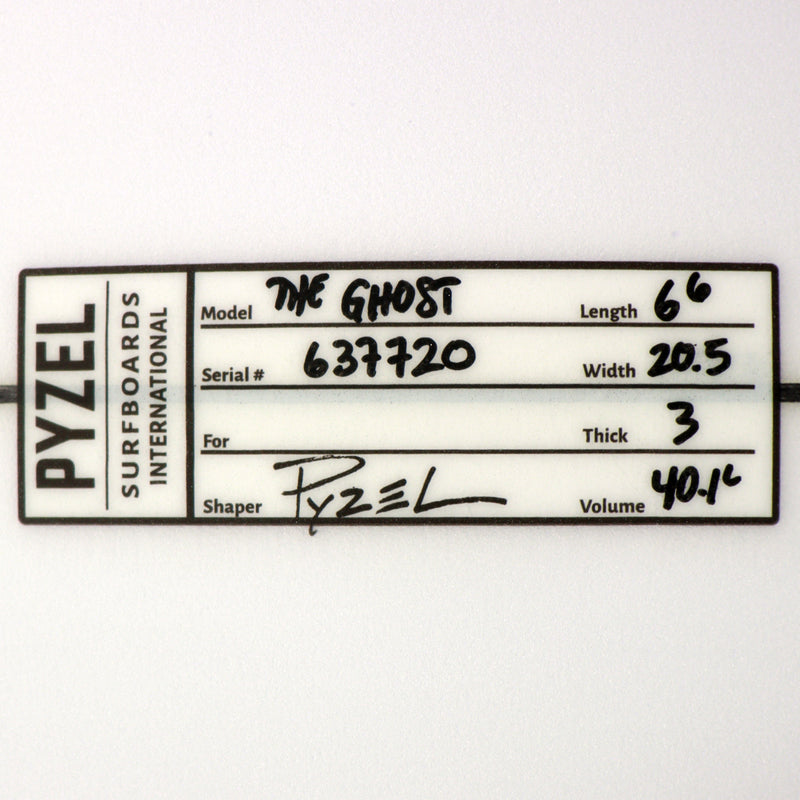 PYZEL
SURFBOARDS
INTERNATIONAL
Model THE GHOST
Length 6 6
Serial # 637720
Width 20.5
For
Thick 3
Shaper PYZEL
Volume 40.1L